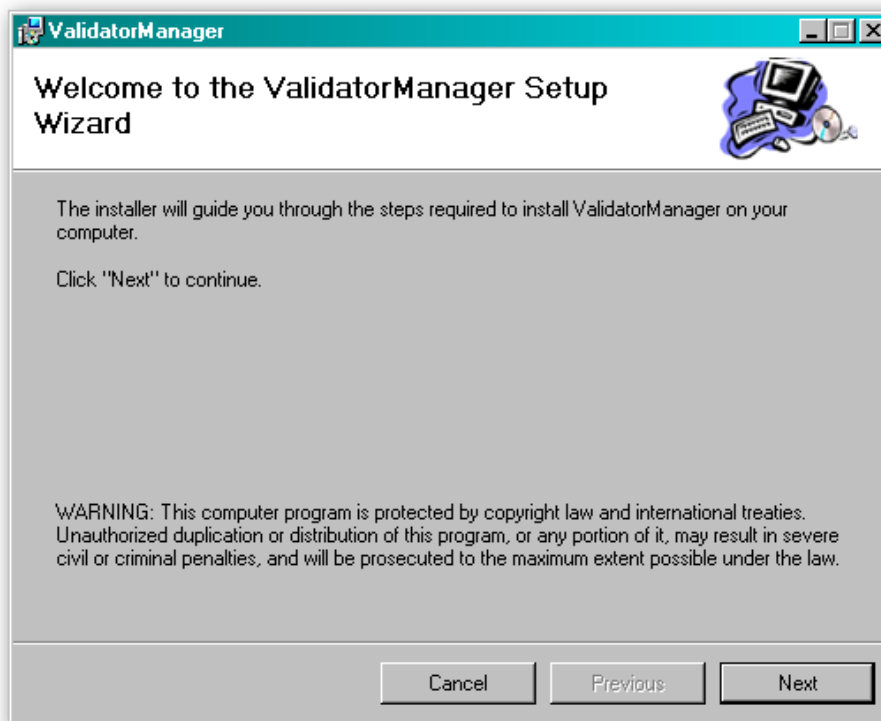 ValidatorManager
Welcome to the ValidatorManager Setup
Wizard
The installer will guide you through the steps required to install ValidatorManager on your
computer.
Click "Next" to continue.
WARNING: This computer program is protected by copyright law and international treaties.
Unauthorized duplication or distribution of this program, or any portion of it, may result in severe
civil or criminal penalties, and will be prosecuted to the maximum extent possible under the law.
Cancel Previous Next